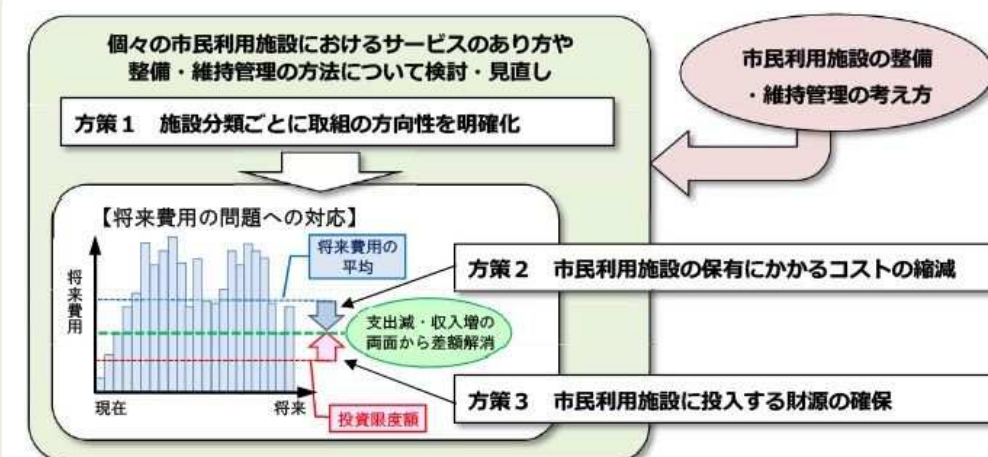 個々の市民利用施設におけるサービスのあり方や
整備・維持管理の方法について検討・見直し
市民利用施設の整備
・維持管理の考え方
方策１　施設分類ごとに取組の方向性を明確化
【将来費用の問題への対応】
将来費用の
平均
将来費用
方策２　市民利用施設の保有にかかるコストの縮減
支出減・収入増の
両面から差額解消
方策３　市民利用施設に投入する財源の確保
現在
将来
投資限度額